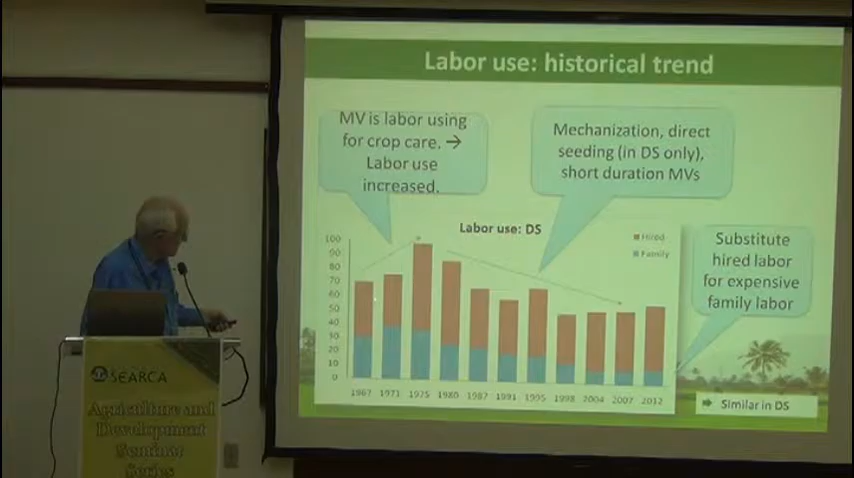 Labor use: historical trend
MV is labor using
for crop care. →
Labor use
increased.
Mechanization, direct
seeding (in DS only),
short duration MVs
Labor use: DS
Hired
Family
Substitute
hired labor
for expensive
family labor
100
90
80
70
60
50
40
30
20
10
0
1967 1971 1975 1980 1987 1991 1995 1998 2004 2007 2012
Similar in DS
SEARCA
Agriculture and
Development
Seminar
Series